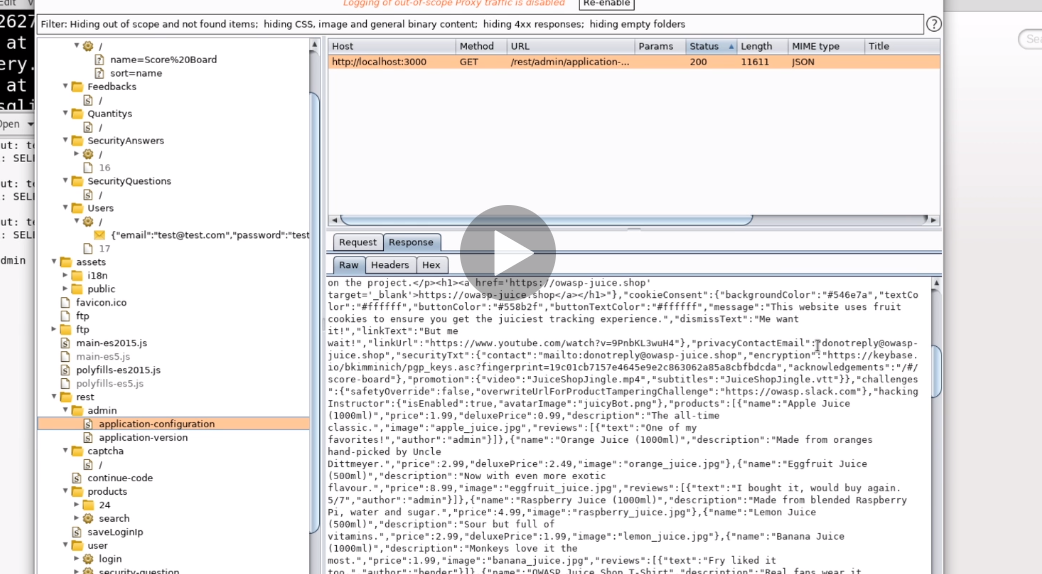 Edit Vi
Logging of out-of-scope Proxy traffic is disabled
Re-enable
2627
Filter: Hiding out of scope and not found items; hiding CSS, image and general binary content; hiding 4xx responses; hiding empty folders
?
Sea
at
ery.
at
sqli
Open
ut: te
: SELE
ut: te
: SELE
ut: te
: SELE
dmin
/
name=Score%20Board
sort=name
Feedbacks
/
Quantitys
/
SecurityAnswers
/
16
SecurityQuestions
/
Users
/
{"email":"test@test.com","password":"test
17
assets
i18n
public
favicon.ico
ftp
ftp
main-es2015.js
main-es5.js
polyfills-es2015.js
polyfills-es5.js
rest
admin
application-configuration
application-version
captcha
/
continue-code
products
24
search
saveLoginIp
user
login
security-question
Host Method URL Params Status Length MIME type Title
http://localhost:3000 GET /rest/admin/application-... 200 11611 JSON
Request Response
Raw Headers Hex
on the project.</p><h1><a href='https://owasp-juice.shop'
target='_blank'>https://owasp-juice.shop</a></h1>"},"cookieConsent":{"backgroundColor":"#546e7a","textCo
lor":"#ffffff","buttonColor":"#558b2f","buttonTextColor":"#ffffff","message":"This website uses fruit
cookies to ensure you get the juiciest tracking experience.","dismissText":"Me want
it!","linkText":"But me
wait!","linkUrl":"https://www.youtube.com/watch?v=9PnbKL3wuH4"},"privacyContactEmail":"donotreply@owasp-
juice.shop","securityTxt":{"contact":"mailto:donotreply@owasp-juice.shop","encryption":"https://keybase.
io/bkimminich/pgp_keys.asc?fingerprint=19c01cb7157e4645e9e2c863062a85a8cbfbdcda","acknowledgements":"/#/
score-board"},"promotion":{"video":"JuiceShopJingle.mp4","subtitles":"JuiceShopJingle.vtt"}},"challenges
":{"safetyOverride":false,"overwriteUrlForProductTamperingChallenge":"https://owasp.slack.com"},"hacking
Instructor":{"isEnabled":true,"avatarImage":"juicyBot.png"},"products":[{"name":"Apple Juice
(1000ml)","price":1.99,"deluxePrice":0.99,"description":"The all-time
classic.","image":"apple_juice.jpg","reviews":[{"text":"One of my
favorites!","author":"admin"}]},{"name":"Orange Juice (1000ml)","description":"Made from oranges
hand-picked by Uncle
Dittmeyer.","price":2.99,"deluxePrice":2.49,"image":"orange_juice.jpg"},{"name":"Eggfruit Juice
(500ml)","description":"Now with even more exotic
flavour.","price":8.99,"image":"eggfruit_juice.jpg","reviews":[{"text":"I bought it, would buy again.
5/7","author":"admin"}]},{"name":"Raspberry Juice (1000ml)","description":"Made from blended Raspberry
Pi, water and sugar.","price":4.99,"image":"raspberry_juice.jpg"},{"name":"Lemon Juice
(500ml)","description":"Sour but full of
vitamins.","price":2.99,"deluxePrice":1.99,"image":"lemon_juice.jpg"},{"name":"Banana Juice
(1000ml)","description":"Monkeys love it the
most.","price":1.99,"image":"banana_juice.jpg","reviews":[{"text":"Fry liked it
too.","author":"bender"}]},{"name":"OWASP Juice Shop T-Shirt","description":"Real fans wear it